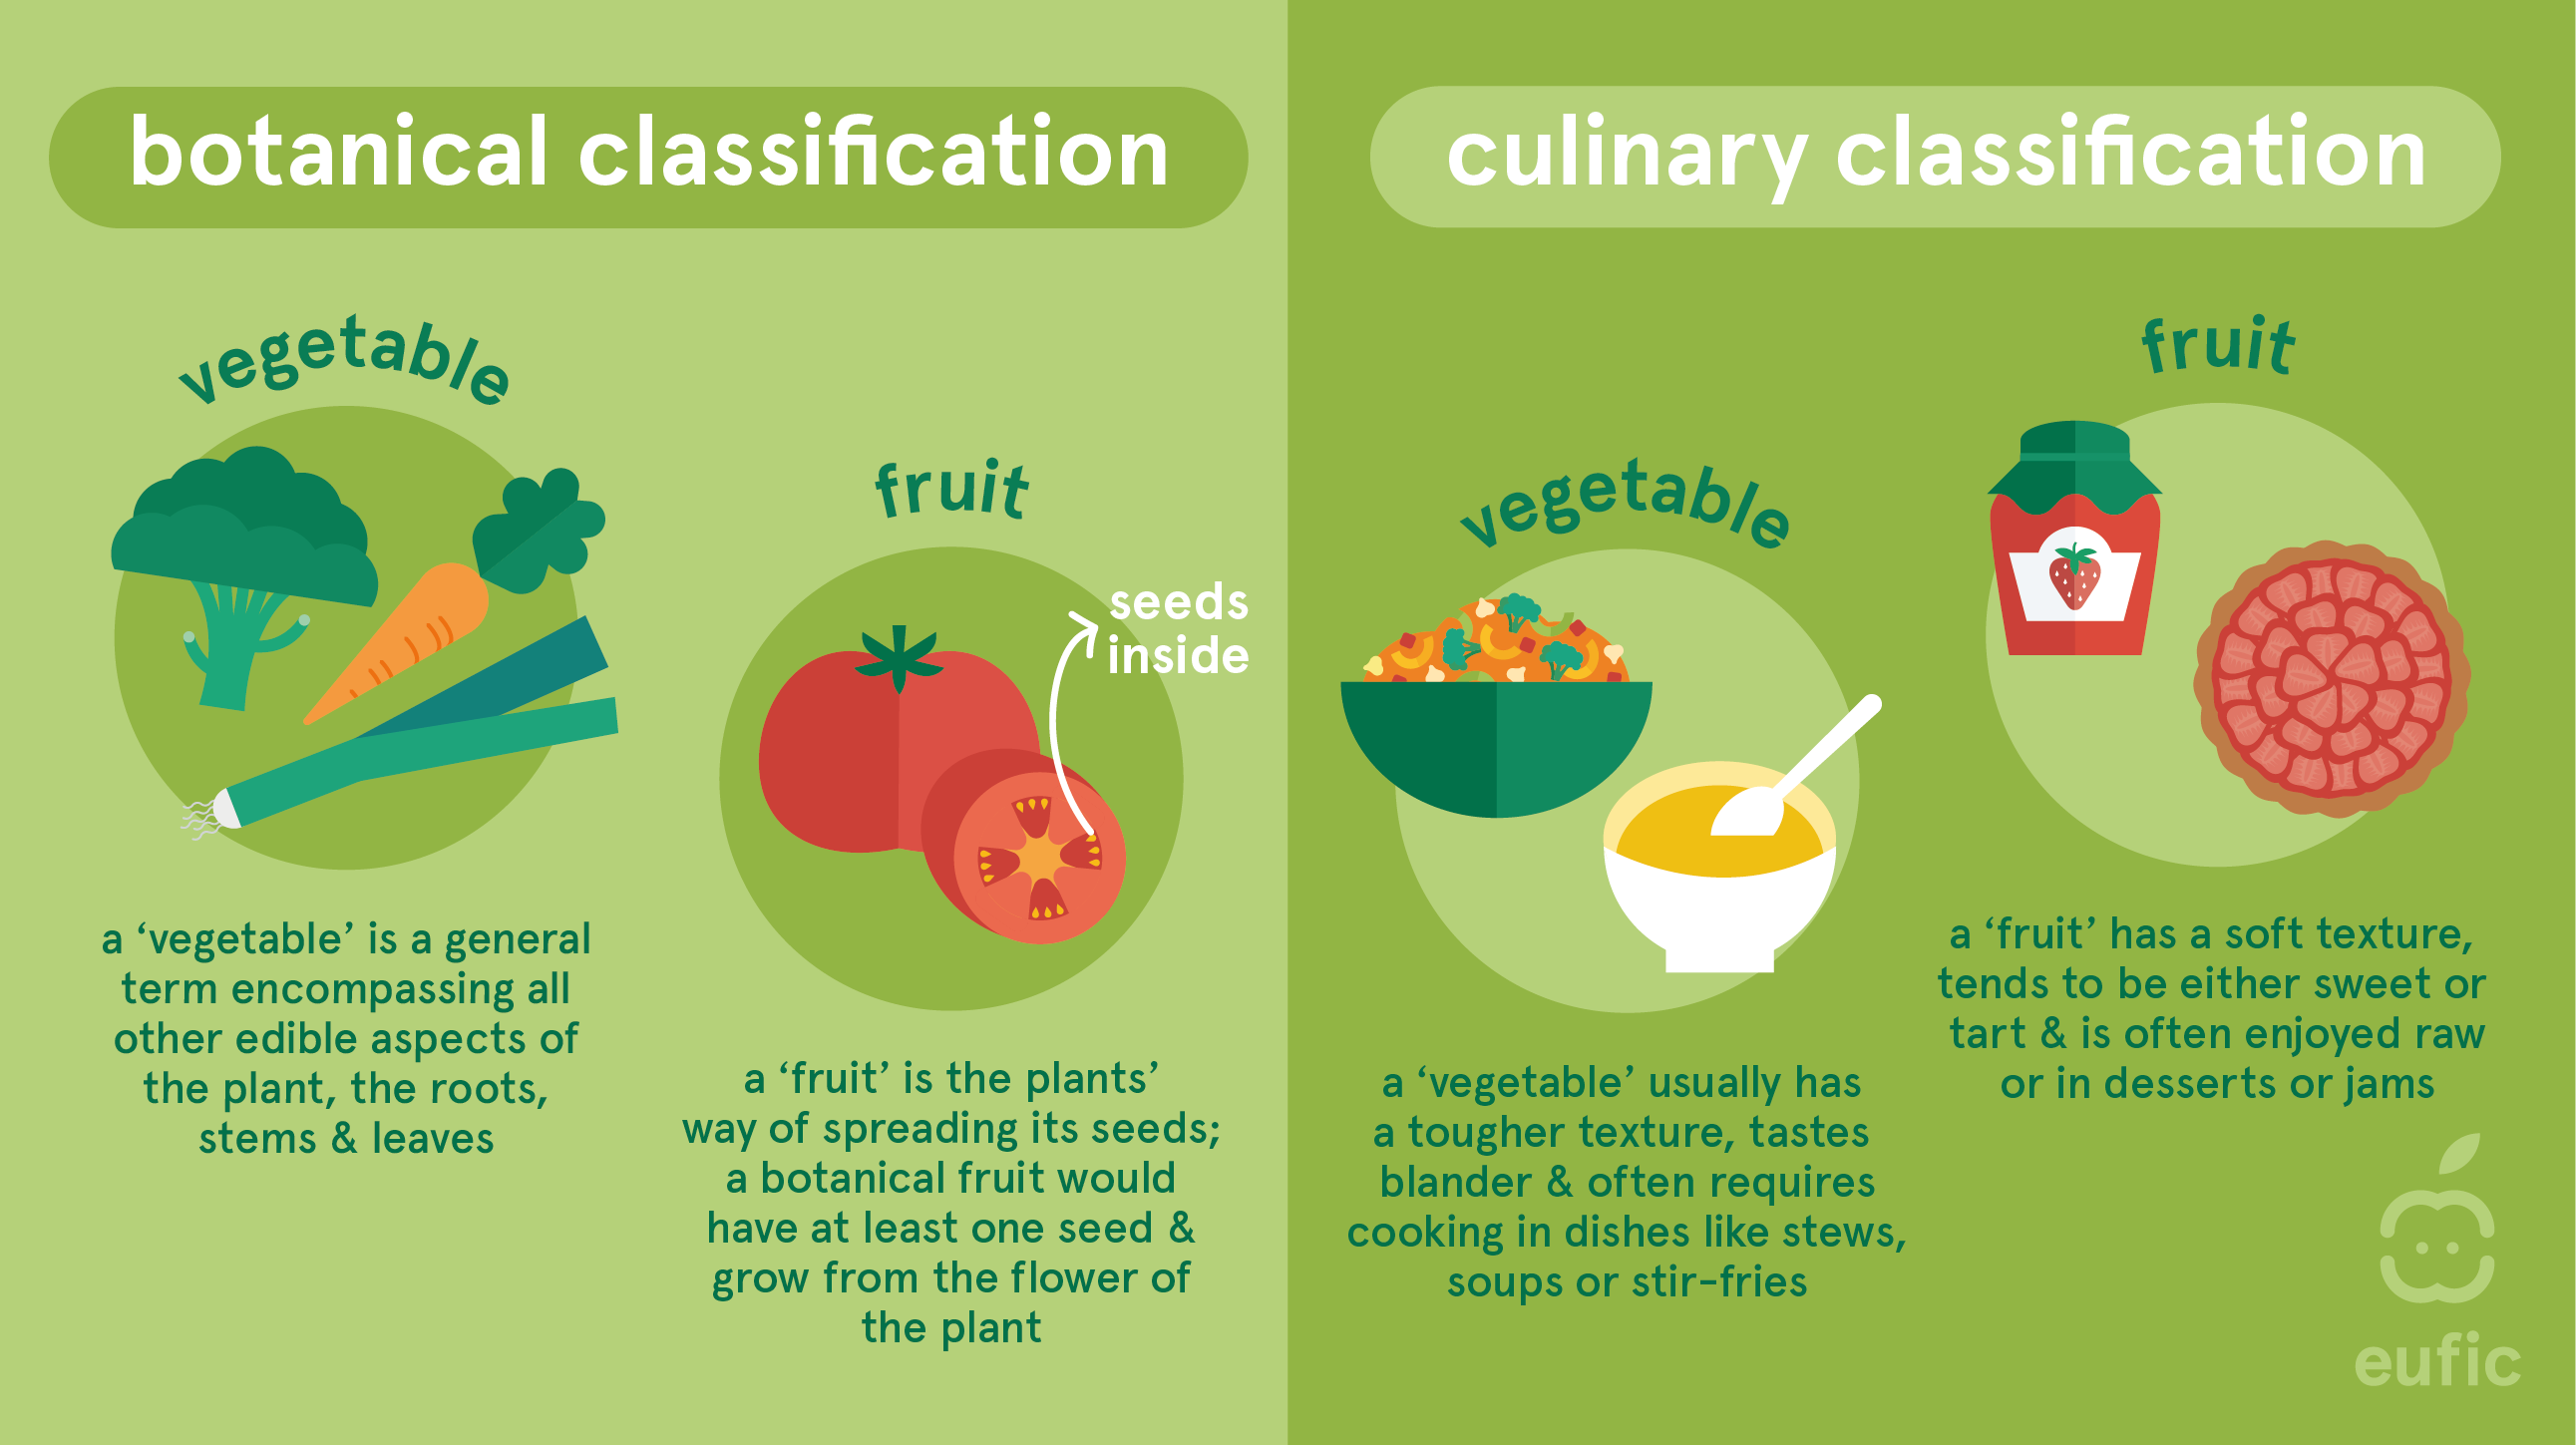 botanical classification
vegetable
a ‘vegetable’ is a general
term encompassing all
other edible aspects of
the plant, the roots,
stems & leaves
fruit
seeds
inside
a ‘fruit’ is the plants’
way of spreading its seeds;
a botanical fruit would
have at least one seed &
grow from the flower of
the plant
culinary classification
vegetable
a ‘vegetable’ usually has
a tougher texture, tastes
blander & often requires
cooking in dishes like stews,
soups or stir-fries
fruit
a ‘fruit’ has a soft texture,
tends to be either sweet or
tart & is often enjoyed raw
or in desserts or jams
eufic